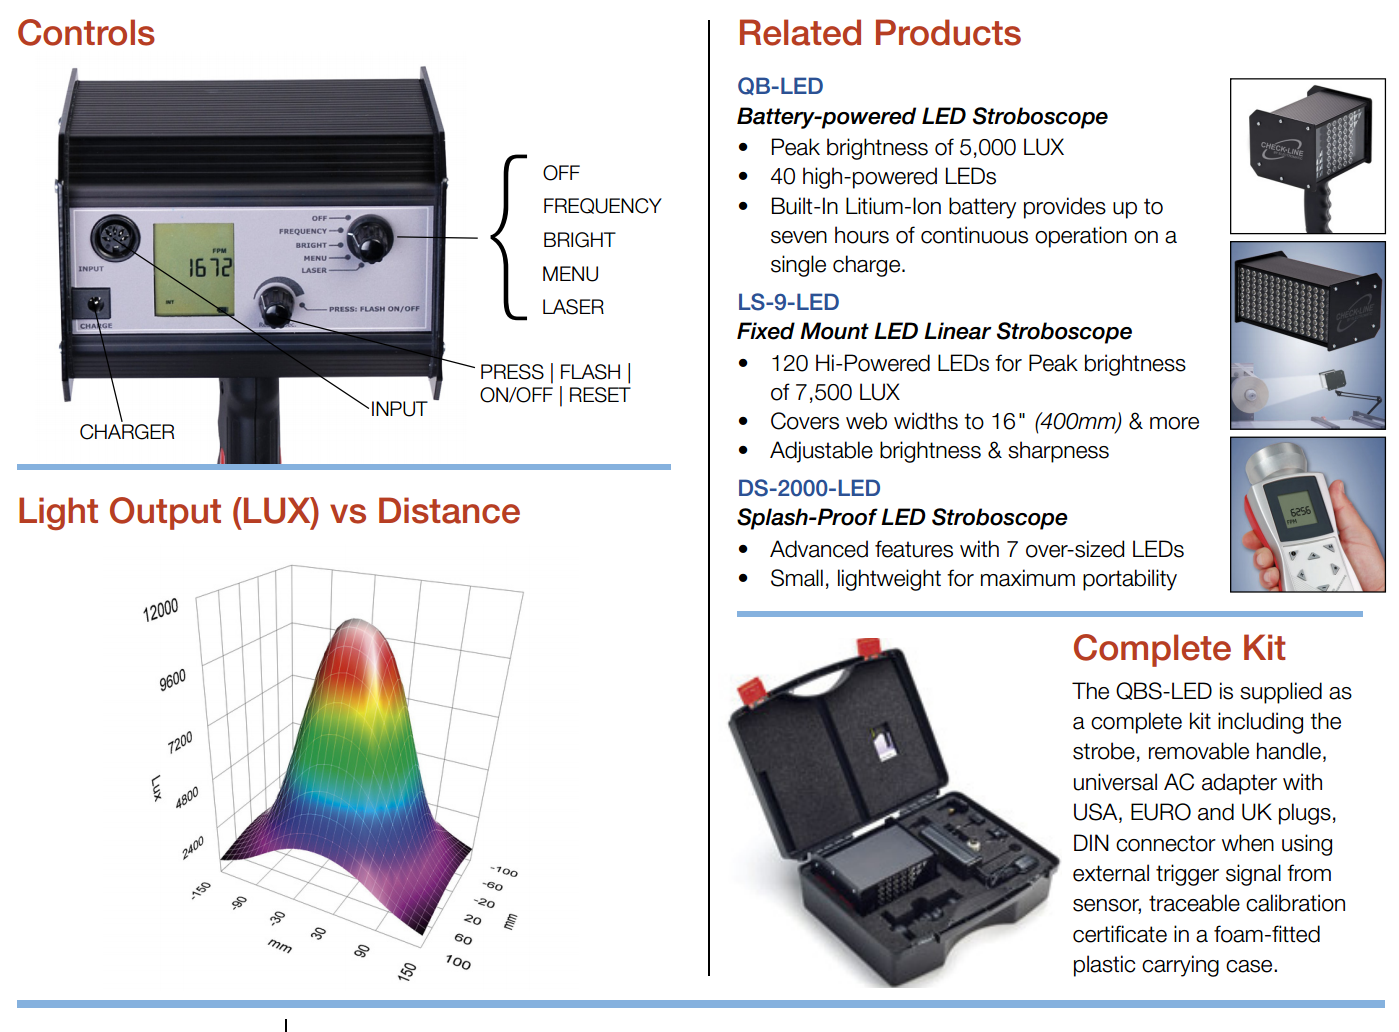 Controls
OFF
FREQUENCY
BRIGHT
MENU
LASER
PRESS: FLASH ON/OFF
INPUT
CHARGE
FPM
1672
INT
OFF
FREQUENCY
BRIGHT
MENU
LASER
PRESS | FLASH |
ON/OFF | RESET
INPUT
CHARGER
Light Output (LUX) vs Distance
12000
9600
7200
4800
2400
Lux
-150
-90
-30
30
90
150
mm
-100
-60
-20
20
60
100
mm
Related Products
QB-LED
Battery-powered LED Stroboscope
• Peak brightness of 5,000 LUX
• 40 high-powered LEDs
• Built-In Litium-Ion battery provides up to
seven hours of continuous operation on a
single charge.
CHECK-LINE
LS-9-LED
Fixed Mount LED Linear Stroboscope
• 120 Hi-Powered LEDs for Peak brightness
of 7,500 LUX
• Covers web widths to 16" (400mm) & more
• Adjustable brightness & sharpness
CHECK-LINE
DS-2000-LED
Splash-Proof LED Stroboscope
• Advanced features with 7 over-sized LEDs
• Small, lightweight for maximum portability
6256
FPM
Complete Kit
The QBS-LED is supplied as
a complete kit including the
strobe, removable handle,
universal AC adapter with
USA, EURO and UK plugs,
DIN connector when using
external trigger signal from
sensor, traceable calibration
certificate in a foam-fitted
plastic carrying case.